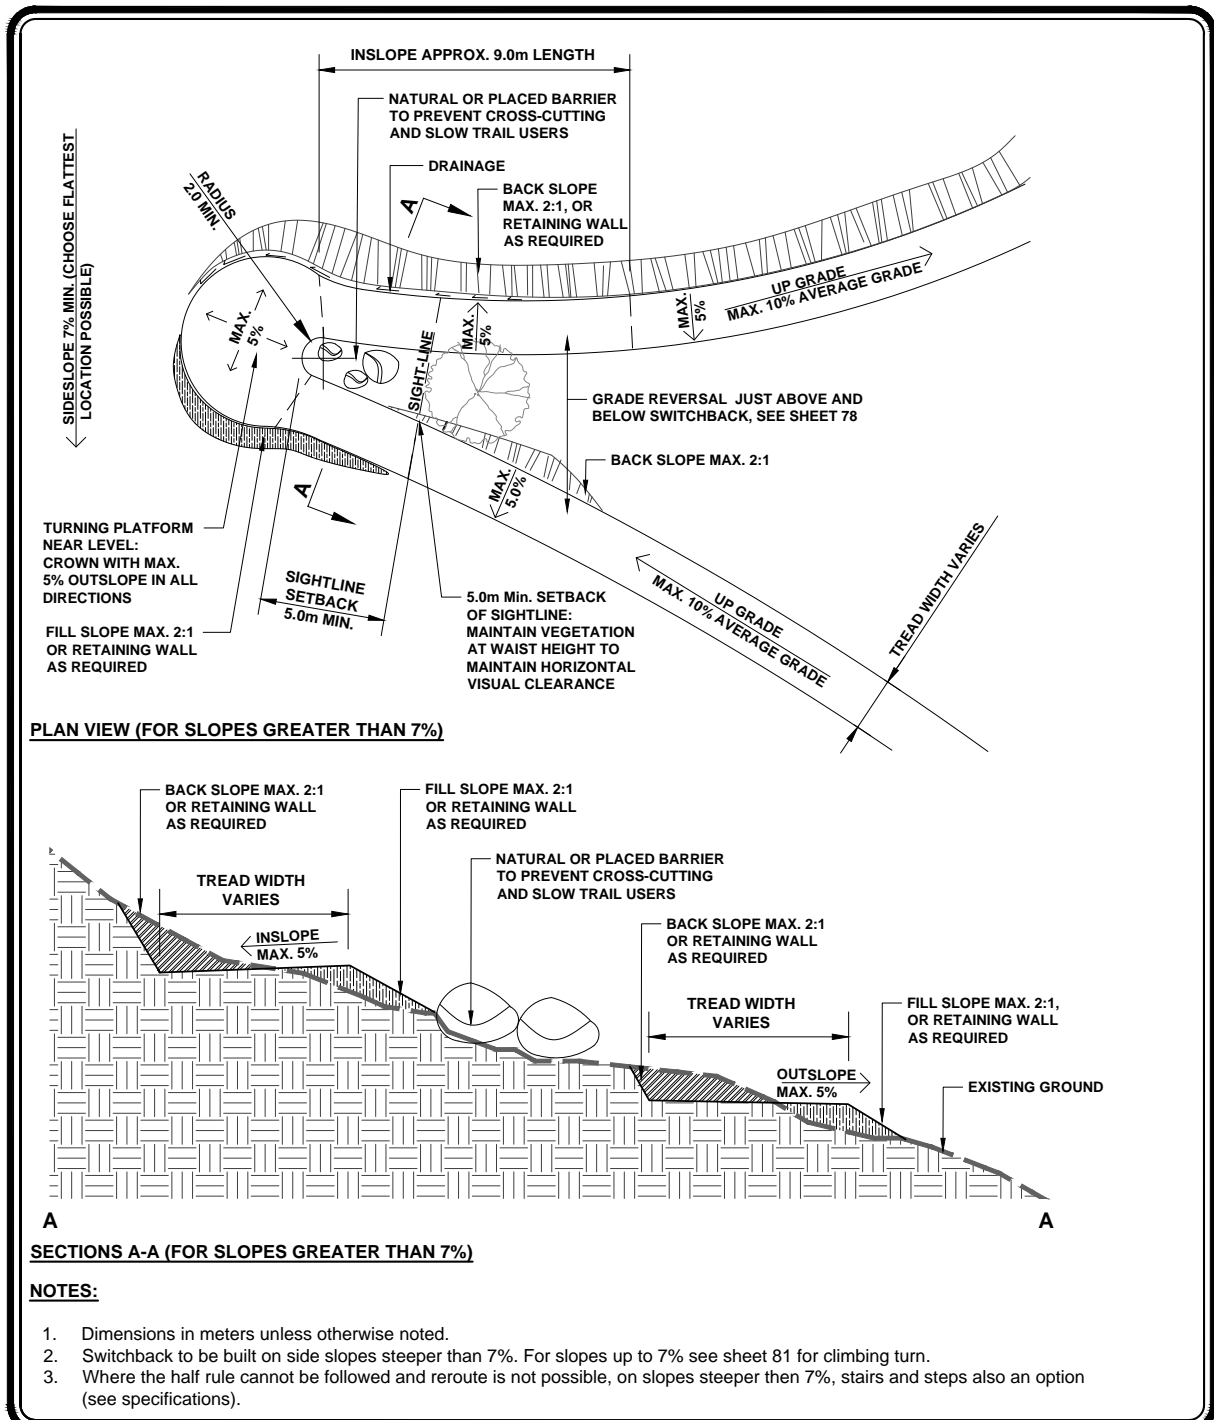 INSLOPE APPROX. 9.0m LENGTH
NATURAL OR PLACED BARRIER
TO PREVENT CROSS-CUTTING
AND SLOW TRAIL USERS
DRAINAGE
BACK SLOPE
MAX. 2:1, OR
RETAINING WALL
AS REQUIRED
A
RADIUS
2.0 MIN.
SIDESLOPE 7% MIN. (CHOOSE FLATTEST
LOCATION POSSIBLE)
MAX.
5%
MAX.
5%
MAX.
5%
UP GRADE
MAX. 10% AVERAGE GRADE
SIGHT-LINE
GRADE REVERSAL JUST ABOVE AND
BELOW SWITCHBACK, SEE SHEET 78
BACK SLOPE MAX. 2:1
A
MAX.
5.0%
TURNING PLATFORM
NEAR LEVEL:
CROWN WITH MAX.
5% OUTSLOPE IN ALL
DIRECTIONS
FILL SLOPE MAX. 2:1
OR RETAINING WALL
AS REQUIRED
SIGHTLINE
SETBACK
5.0m MIN.
5.0m Min. SETBACK
OF SIGHTLINE:
MAINTAIN VEGETATION
AT WAIST HEIGHT TO
MAINTAIN HORIZONTAL
VISUAL CLEARANCE
UP GRADE
MAX. 10% AVERAGE GRADE
TREAD WIDTH VARIES
PLAN VIEW (FOR SLOPES GREATER THAN 7%)
BACK SLOPE MAX. 2:1
OR RETAINING WALL
AS REQUIRED
FILL SLOPE MAX. 2:1
OR RETAINING WALL
AS REQUIRED
NATURAL OR PLACED BARRIER
TO PREVENT CROSS-CUTTING
AND SLOW TRAIL USERS
TREAD WIDTH
VARIES
INSLOPE
MAX. 5%
BACK SLOPE MAX. 2:1
OR RETAINING WALL
AS REQUIRED
TREAD WIDTH
VARIES
FILL SLOPE MAX. 2:1,
OR RETAINING WALL
AS REQUIRED
OUTSLOPE
MAX. 5%
EXISTING GROUND
A
A
SECTIONS A-A (FOR SLOPES GREATER THAN 7%)
NOTES:
1. Dimensions in meters unless otherwise noted.
2. Switchback to be built on side slopes steeper than 7%. For slopes up to 7% see sheet 81 for climbing turn.
3. Where the half rule cannot be followed and reroute is not possible, on slopes steeper then 7%, stairs and steps also an option
(see specifications).